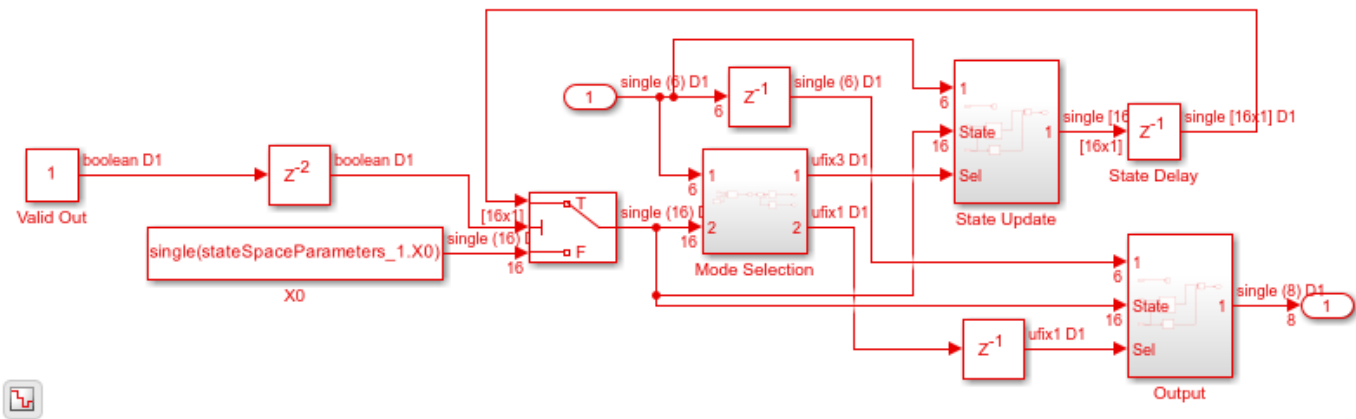 1
boolean D1
Z-2
boolean D1
Valid Out
single(stateSpaceParameters_1.X0)
X0
single (16) D
16
[16x1]
T
F
single (16) D
16
1
single (6) D1
6
Z-1
single (6) D1
6
1
2
1
2
Mode Selection
ufix3 D1
ufix1 D1
1
6
State
16
Sel
1
State Update
single [16
[16x1]
Z-1
single [16x1] D1
State Delay
Z-1
ufix1 D1
1
6
State
16
Sel
1
Output
single (8) D1
8
1